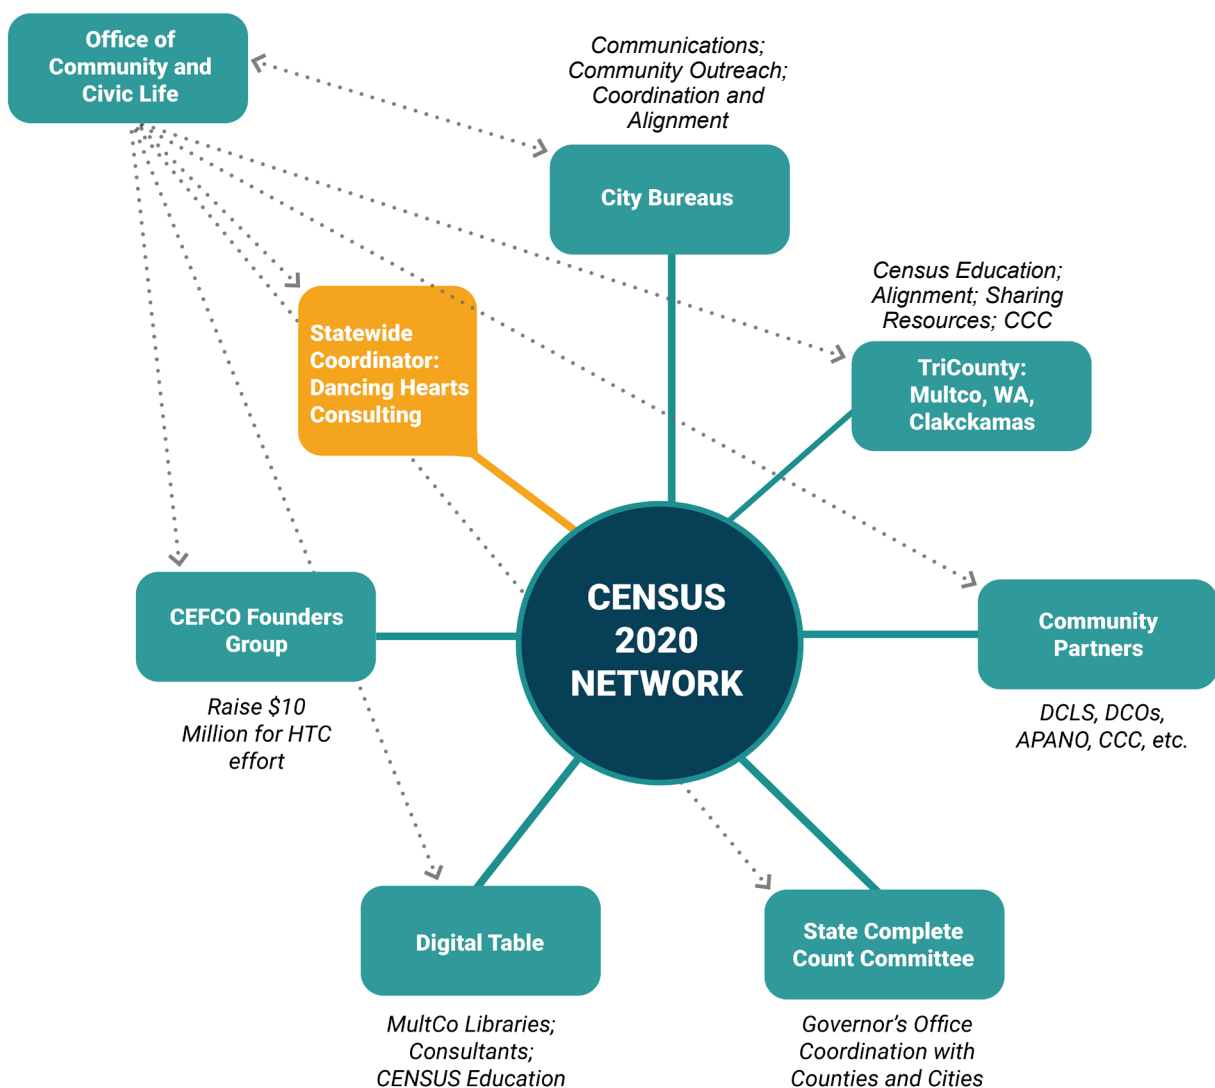 Office of
Community and
Civic Life
Communications;
Community Outreach;
Coordination and
Alignment
City Bureaus
Census Education;
Alignment; Sharing
Resources; CCC
TriCounty:
Multco, WA,
Clakckamas
Statewide
Coordinator:
Dancing Hearts
Consulting
CENSUS
2020
NETWORK
CEFCO Founders
Group
Raise $10
Million for HTC
effort
Community
Partners
DCLS, DCOs,
APANO, CCC, etc.
Digital Table
MultCo Libraries;
Consultants;
CENSUS Education
State Complete
Count Committee
Governor's Office
Coordination with
Counties and Cities